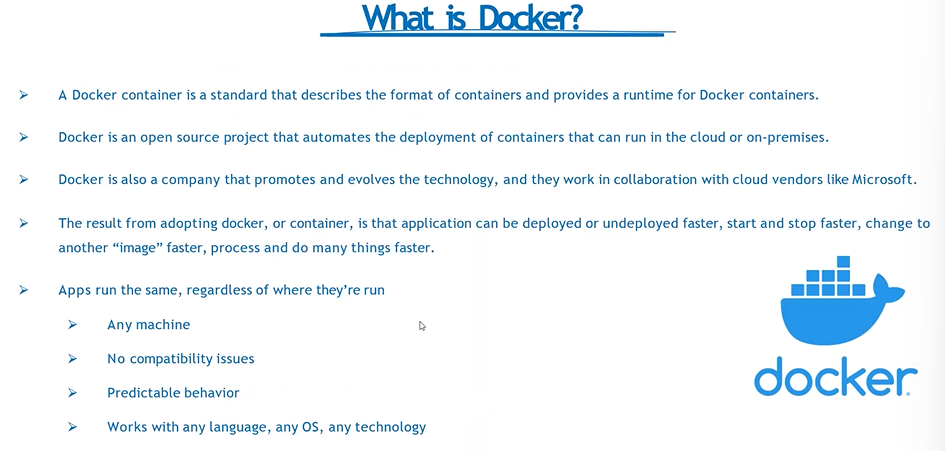 What is Docker?
A Docker container is a standard that describes the format of containers and provides a runtime for Docker containers.
Docker is an open source project that automates the deployment of containers that can run in the cloud or on-premises.
Docker is also a company that promotes and evolves the technology, and they work in collaboration with cloud vendors like Microsoft.
The result from adopting docker, or container, is that application can be deployed or undeployed faster, start and stop faster, change to
another “image” faster, process and do many things faster.
Apps run the same, regardless of where they’re run
Any machine
No compatibility issues
Predictable behavior
Works with any language, any OS, any technology
docker